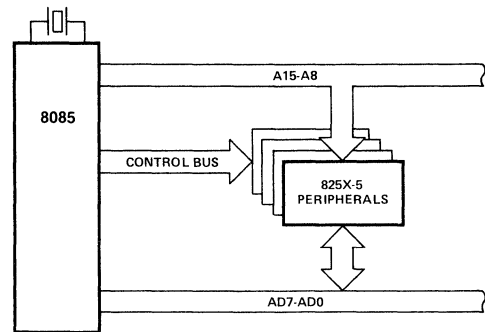 A15-A8
8085
CONTROL BUS
825X-5
PERIPHERALS
AD7-AD0